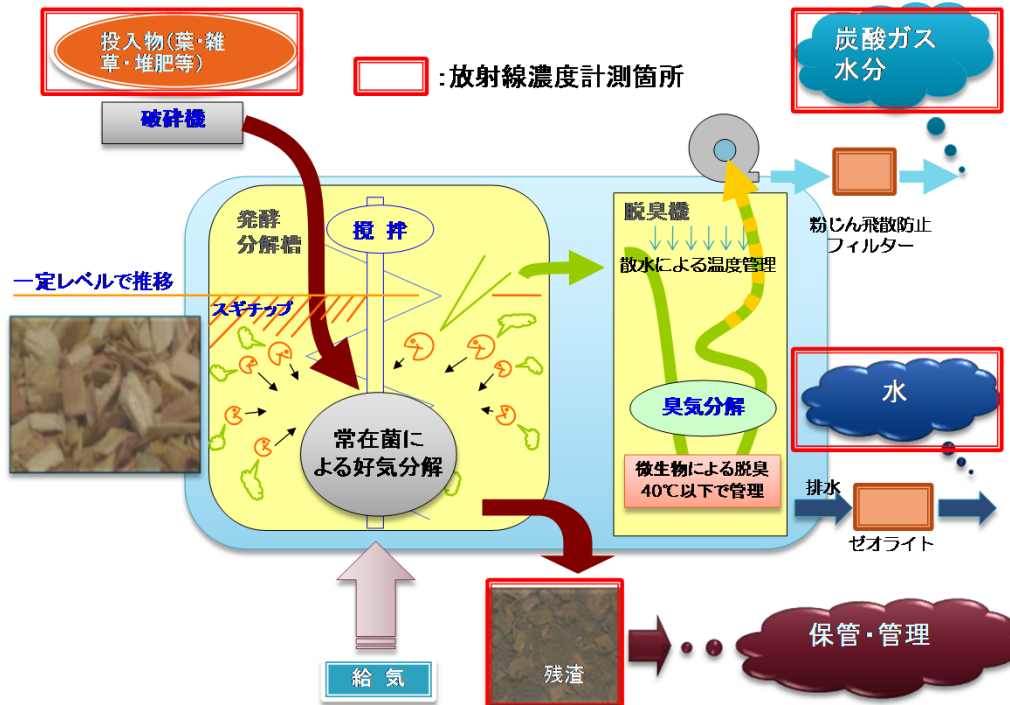 投入物(葉・雑
草・堆肥等)
:放射線濃度計測箇所
炭酸ガス
水分
破砕機
発酵
分解槽
攪 拌
脱臭機
散水による温度管理
粉じん飛散防止
フィルター
一定レベルで推移
スギチップ
常在菌に
よる好気分解
臭気分解
微生物による脱臭
40℃以下で管理
水
排水
ゼオライト
給 気
残渣
保管・管理